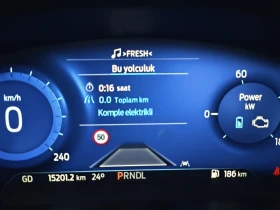 ♫>FRESH<
Bu yolculuk
0:16 saat
0.0 Toplam km
Komple elektrikli
km/h
0
240
50
60
Power
kW
0
GD 15201.2 km 24° PRNDL 186 km